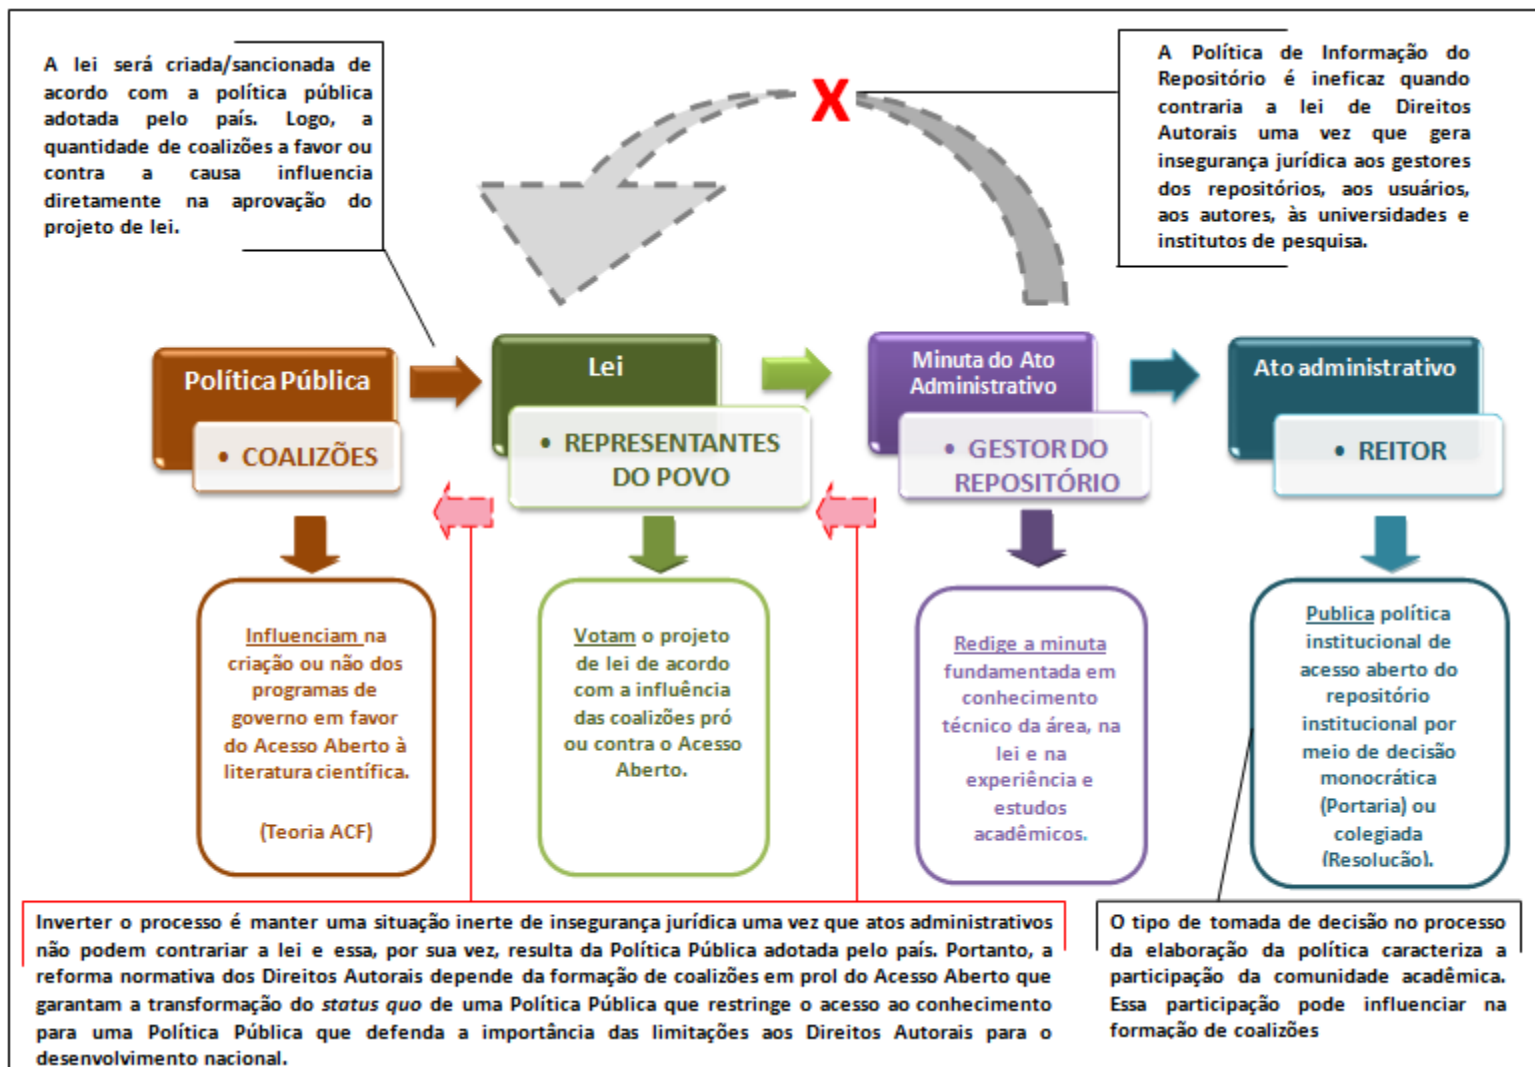 A lei será criada/sancionada de
acordo com a política pública
adotada pelo país. Logo, a
quantidade de coalizões a favor ou
contra a causa influencia
diretamente na aprovação do
projeto de lei.
X
A Política de Informação do
Repositório é ineficaz quando
contraria a lei de Direitos
Autorais uma vez que gera
insegurança jurídica aos gestores
dos repositórios, aos usuários,
aos autores, às universidades e
institutos de pesquisa.
Política Pública
• COALIZÕES
Lei
• REPRESENTANTES
DO POVO
Minuta do Ato
Administrativo
• GESTOR DO
REPOSITÓRIO
Ato administrativo
• REITOR
Influenciam na
criação ou não dos
programas de
governo em favor
do Acesso Aberto à
literatura científica.
(Teoria ACF)
Votam o projeto
de lei de acordo
com a influência
das coalizões pró
ou contra o Acesso
Aberto.
Redige a minuta
fundamentada em
conhecimento
técnico da área, na
lei e na
experiência e
estudos
acadêmicos.
Publica política
institucional de
acesso aberto do
repositório
institucional por
meio de decisão
monocrática
(Portaria) ou
colegiada
(Resolução).
Inverter o processo é manter uma situação inerte de insegurança jurídica uma vez que atos administrativos
não podem contrariar a lei e essa, por sua vez, resulta da Política Pública adotada pelo país. Portanto, a
reforma normativa dos Direitos Autorais depende da formação de coalizões em prol do Acesso Aberto que
garantam a transformação do status quo de uma Política Pública que restringe o acesso ao conhecimento
para uma Política Pública que defenda a importância das limitações aos Direitos Autorais para o
desenvolvimento nacional.
O tipo de tomada de decisão no processo
da elaboração da política caracteriza a
participação da comunidade acadêmica.
Essa participação pode influenciar na
formação de coalizões